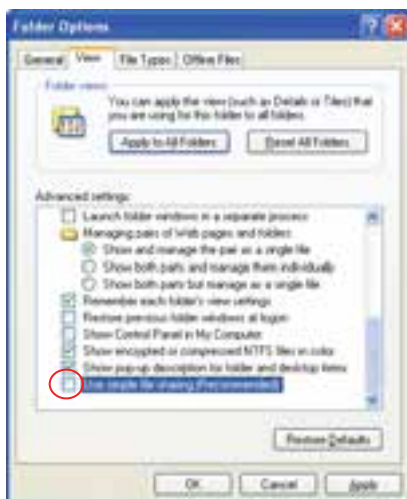 Folder Options
General View File Types Offline Files
Folder views
You can apply the view (such as Details or Tiles) that
you are using for this folder to all folders.
Apply to All Folders Reset All Folders
Advanced settings:
Launch folder windows in a separate process
Managing pairs of Web pages and folders
Show and manage the pair as a single file
Show both parts and manage them individually
Show both parts but manage as a single file
Remember each folder's view settings
Restore previous folder windows at logon
Show Control Panel in My Computer
Show encrypted or compressed NTFS files in color
Show pop-up description for folder and desktop items
Use simple file sharing (Recommended)
Restore Defaults
OK Cancel Apply